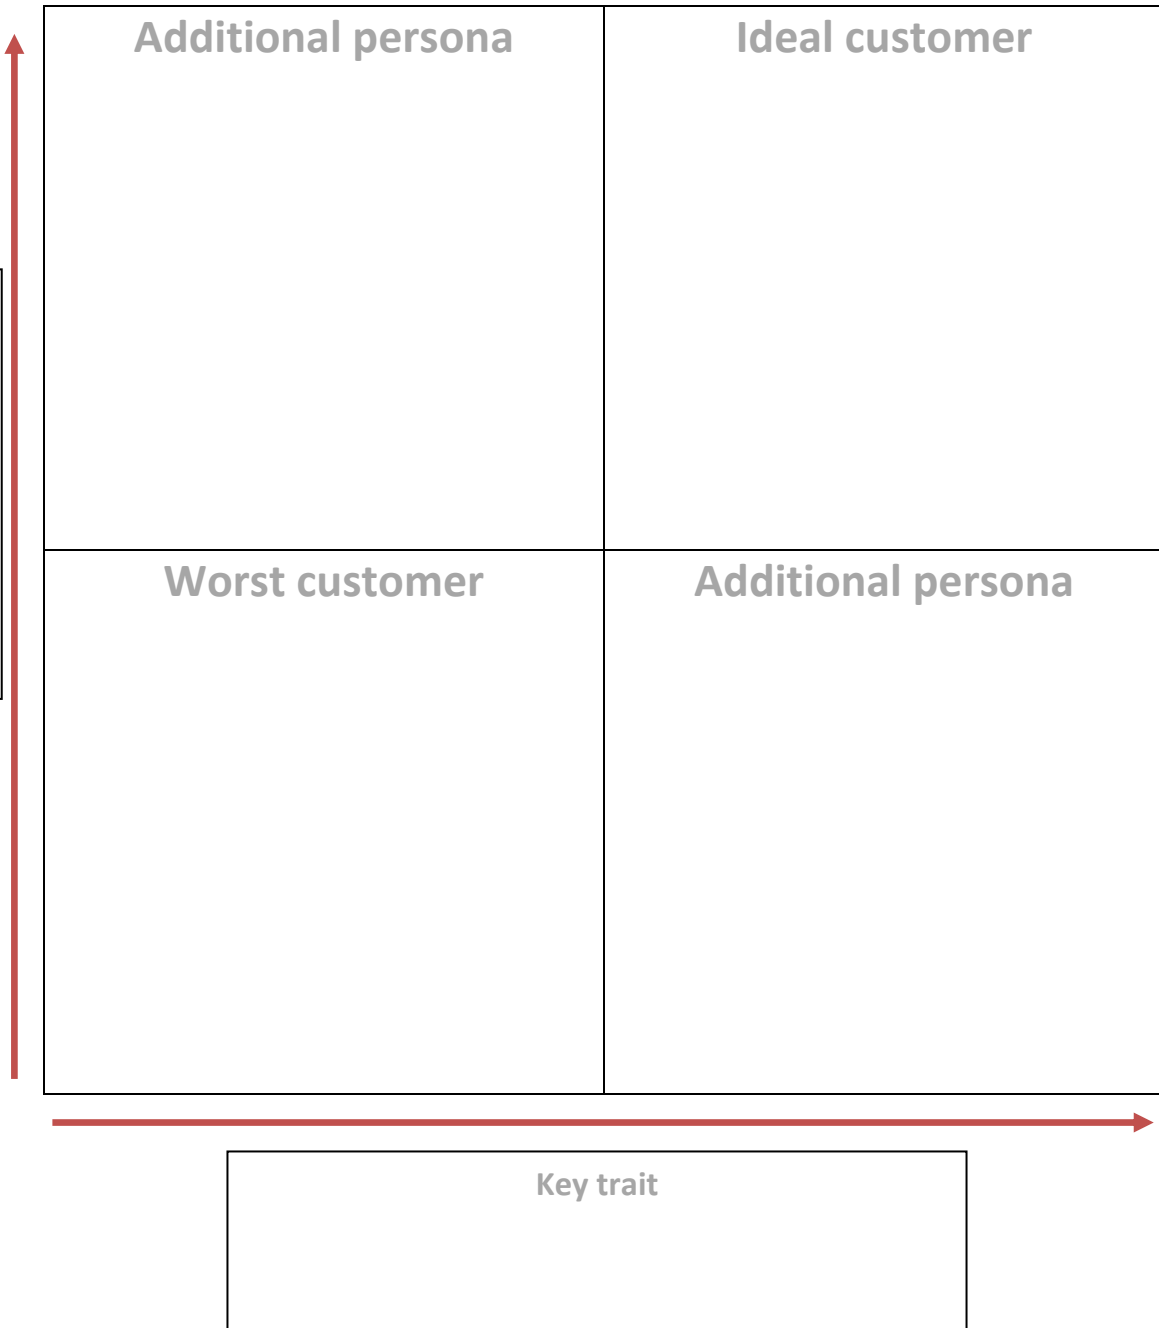 Additional persona
Ideal customer
Worst customer
Additional persona
Key trait